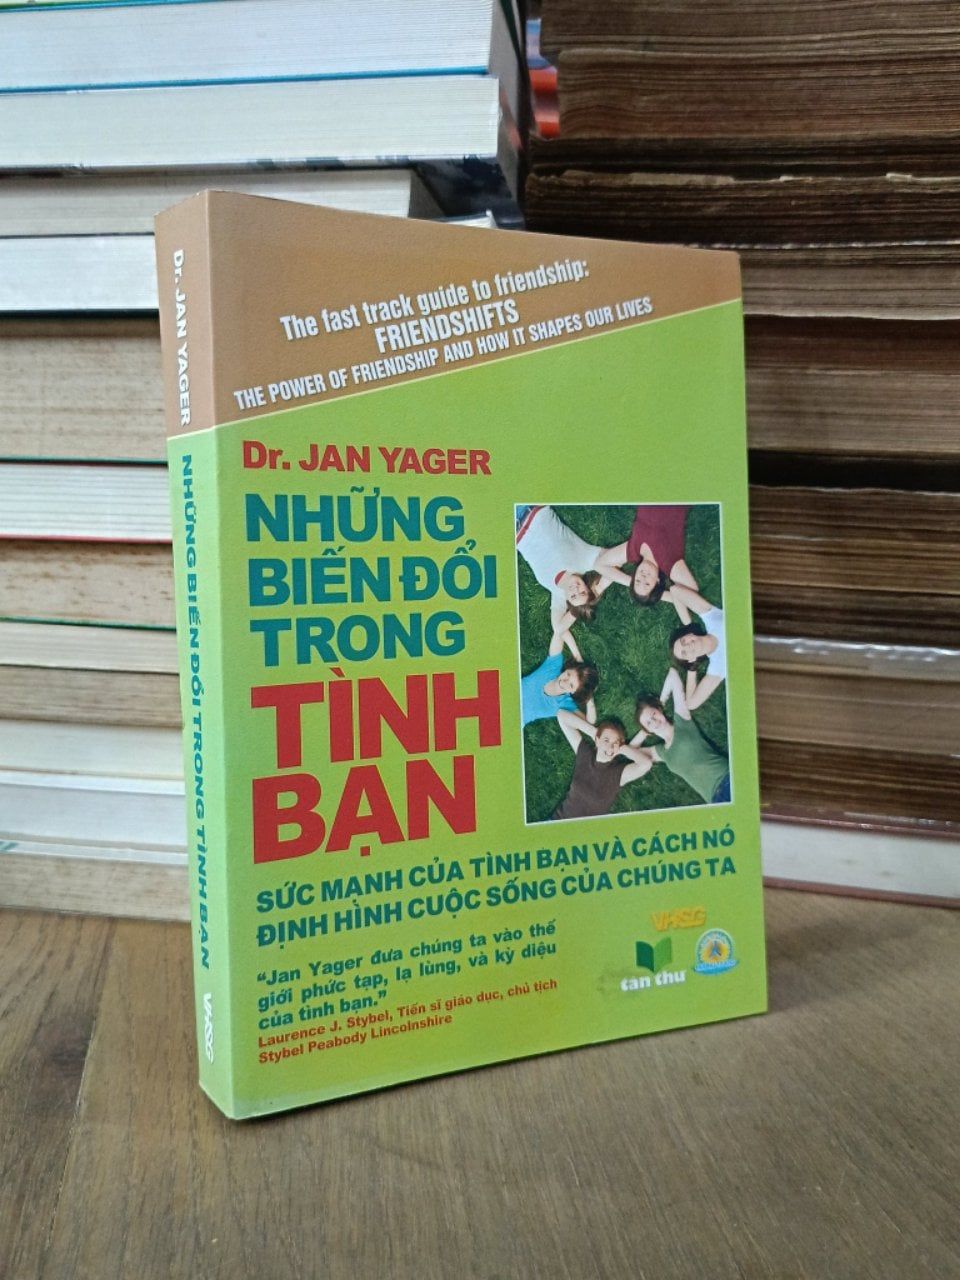 The fast track guide to friendship:
FRIENDSHIFTS
THE POWER OF FRIENDSHIP AND HOW IT SHAPES OUR LIVES
Dr. JAN YAGER
NHỮNG
BIẾN ĐỔI
TRONG
TÌNH
BẠN
SỨC MẠNH CỦA TÌNH BẠN VÀ CÁCH NÓ
ĐỊNH HÌNH CUỘC SỐNG CỦA CHÚNG TA
“Jan Yager đưa chúng ta vào thế
giới phức tạp, lạ lùng, và kỳ diệu
của tình bạn.”
Laurence J. Stybel, Tiến sĩ giáo dục, chủ tịch
Stybel Peabody Lincolnshire
VHSG
tan thu
Dr. JAN YAGER
NHỮNG BIẾN ĐỔI TRONG TÌNH BẠN
VHSG